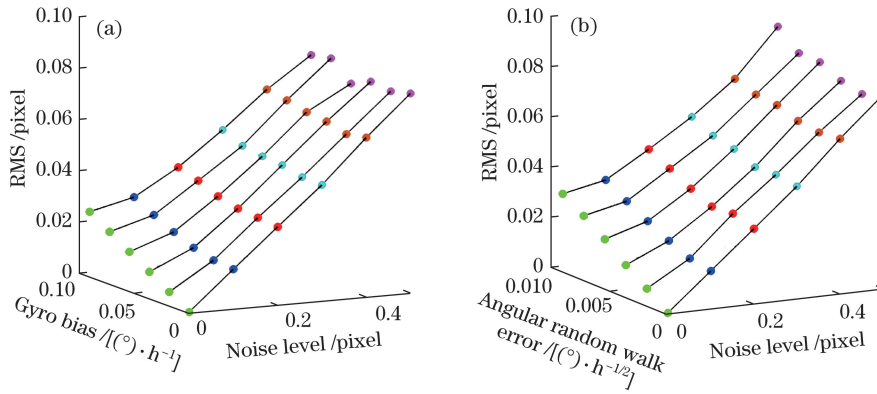 (a)
0.10
0.08
0.06
0.04
0.02
0
RMS /pixel
0.10
0.05
0
Gyro bias /[(°)·h⁻¹]
0
0.2
0.4
Noise level /pixel
(b)
0.10
0.08
0.06
0.04
0.02
0
RMS /pixel
0.010
0.005
0
Angular random walk
error /[(°)·h⁻¹/²]
0
0.2
0.4
Noise level /pixel